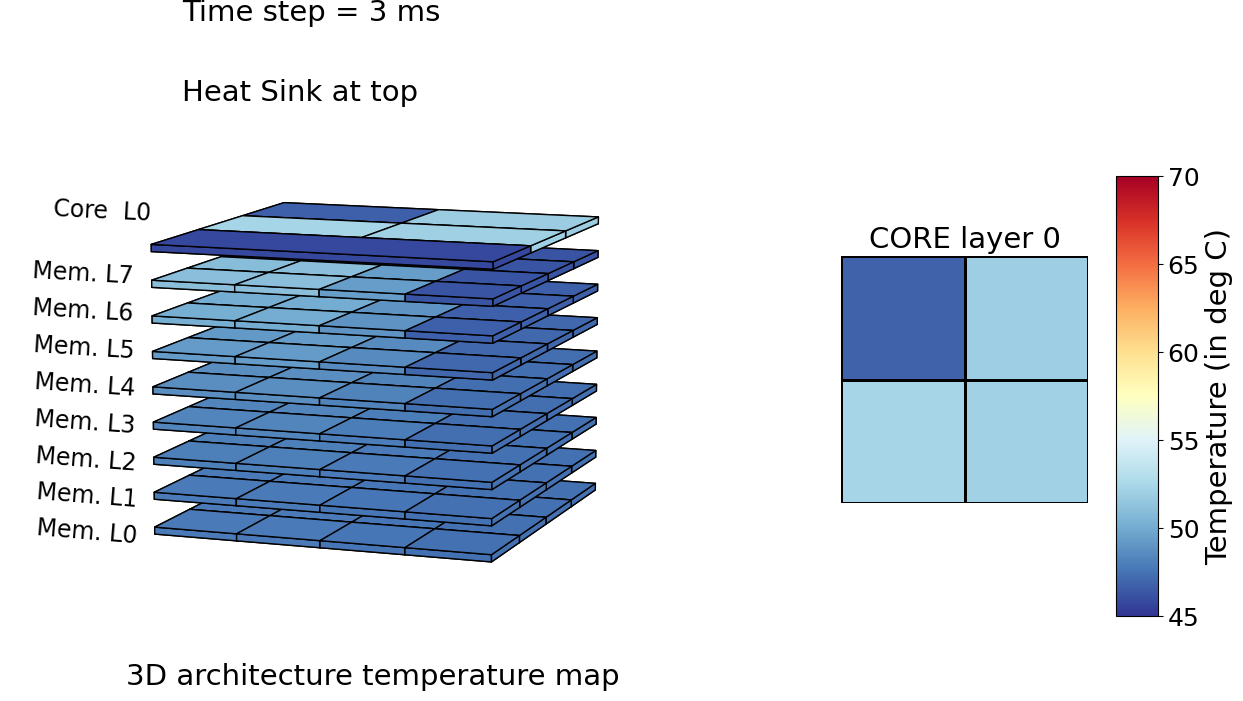 Time step = 3 ms
Heat Sink at top
Core  L0
Mem. L7
Mem. L6
Mem. L5
Mem. L4
Mem. L3
Mem. L2
Mem. L1
Mem. L0
3D architecture temperature map
CORE layer 0
70
65
60
55
50
45
Temperature (in deg C)